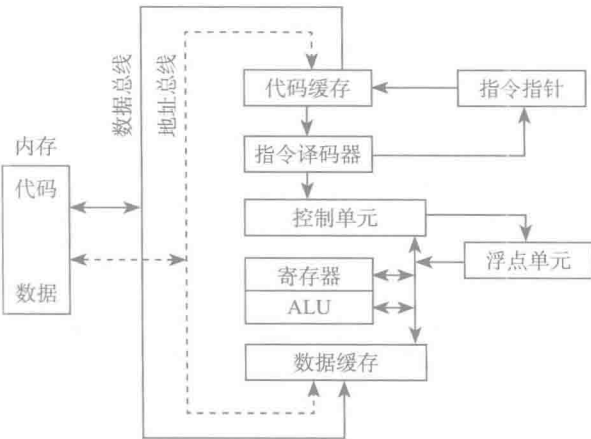 数据总线
地址总线
代码缓存
指令指针
指令译码器
内存
代码
控制单元
浮点单元
寄存器
数据
ALU
数据缓存